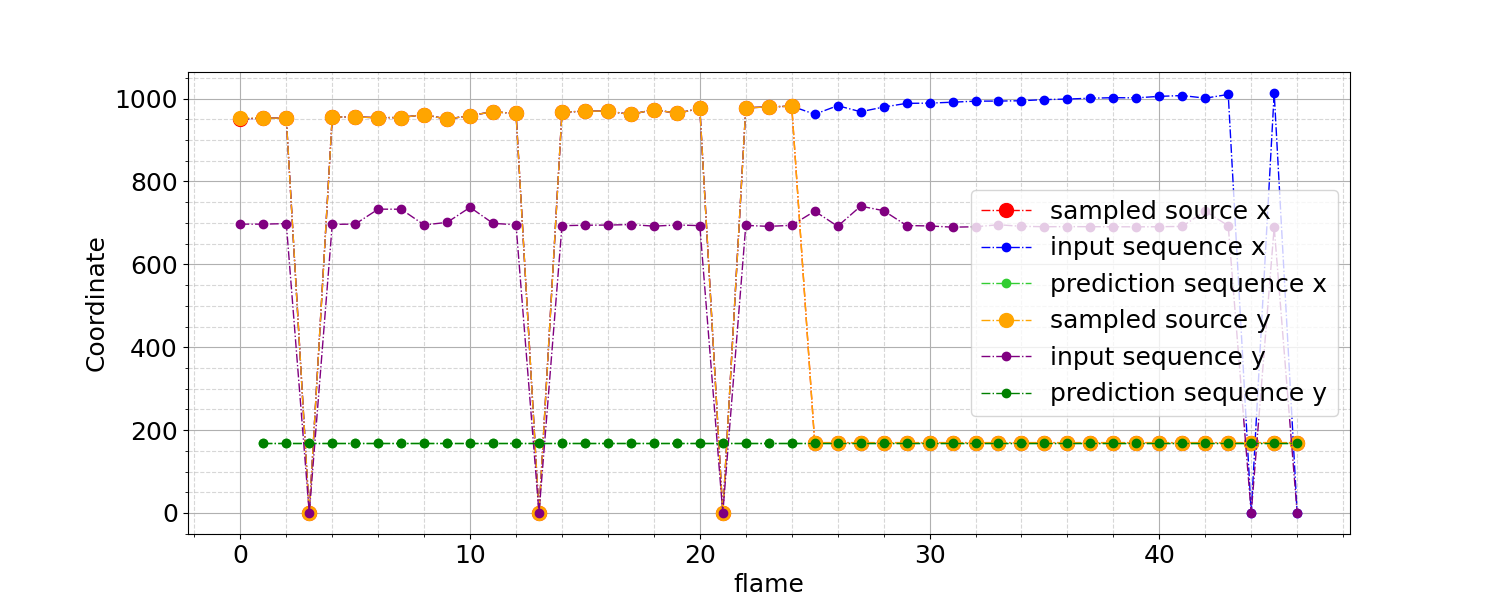 1000
800
600
400
200
0
Coordinate
sampled source x
input sequence x
prediction sequence x
sampled source y
input sequence y
prediction sequence y
0 10 20 30 40
flame